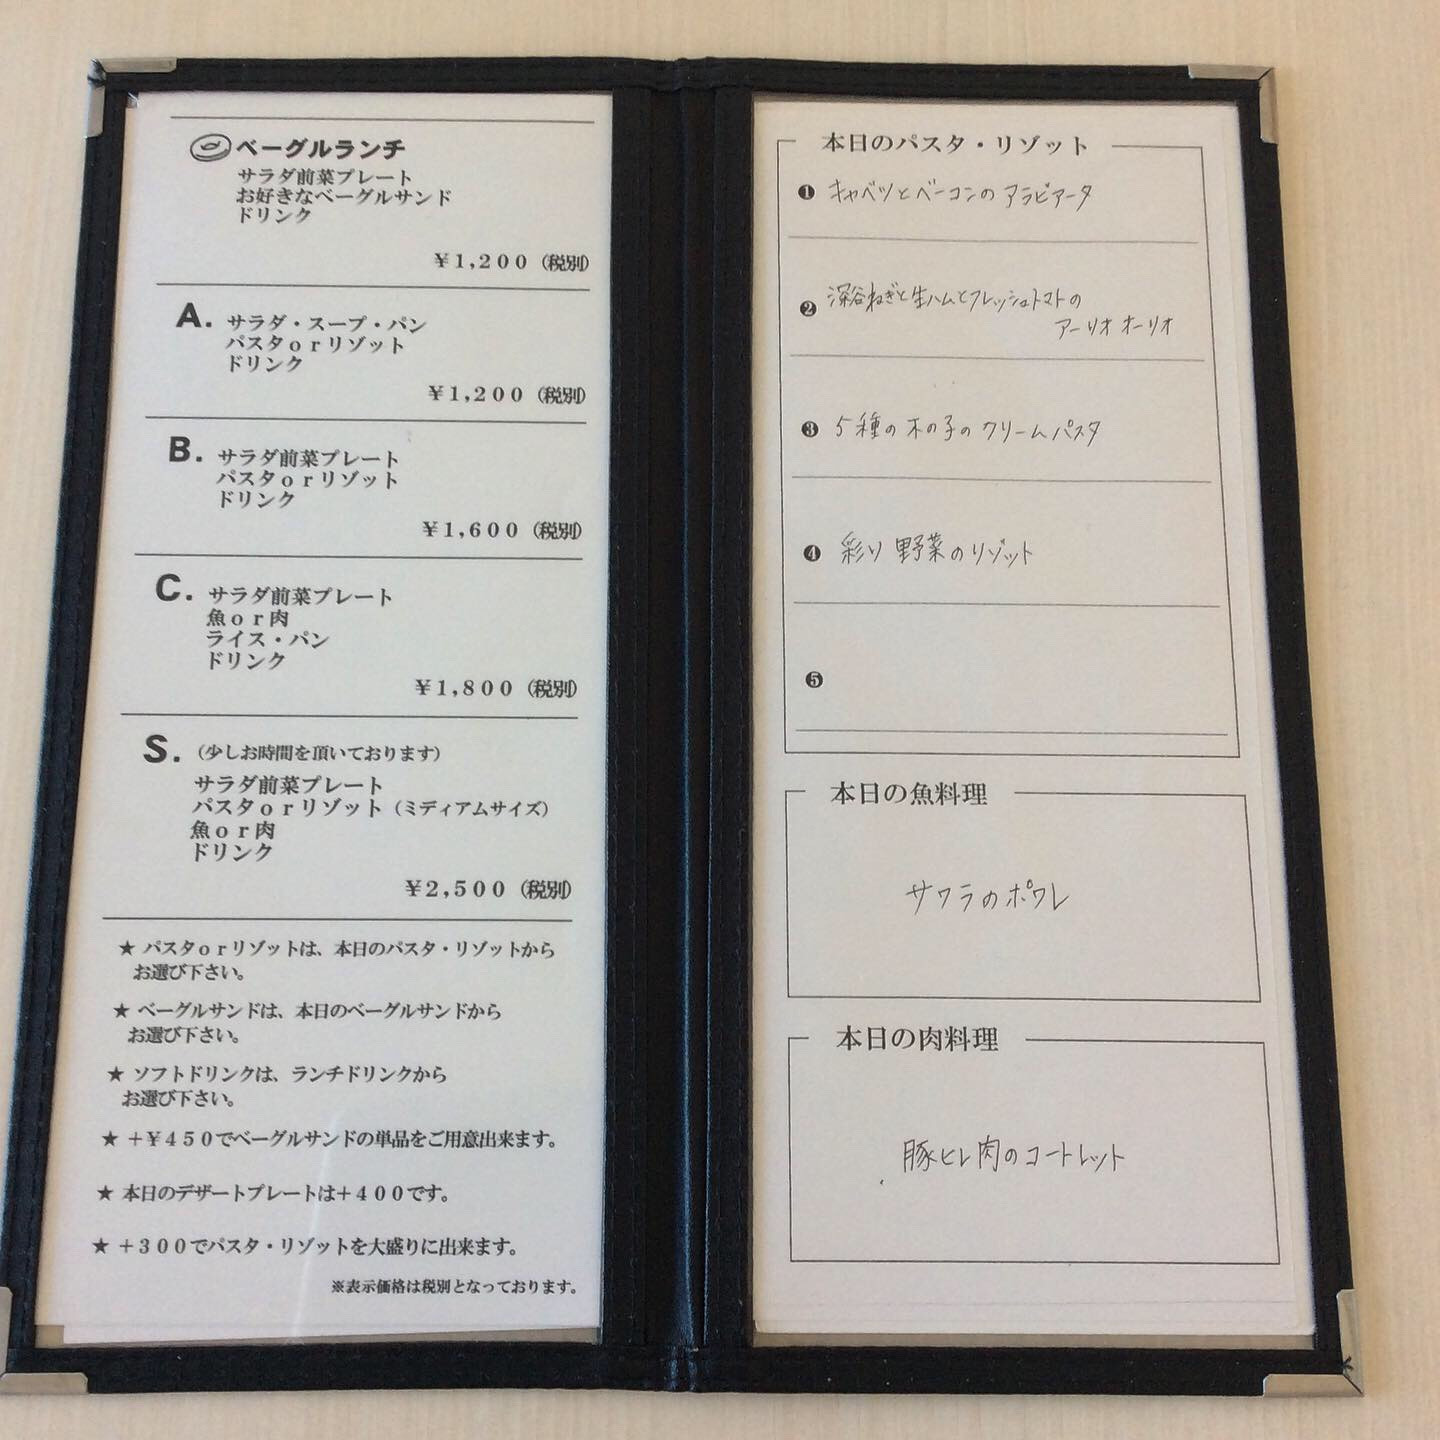 ベーグルランチ
サラダ前菜プレート
お好きなベーグルサンド
ドリンク
¥1,200 (税別)
A. サラダ・スープ・パン
パスタorリゾット
ドリンク
¥1,200 (税別)
B. サラダ前菜プレート
パスタorリゾット
ドリンク
¥1,600 (税別)
C. サラダ前菜プレート
魚or肉
ライス・パン
ドリンク
¥1,800 (税別)
S. (少しお時間を頂いております)
サラダ前菜プレート
パスタorリゾット(ミディアムサイズ)
魚or肉
ドリンク
¥2,500 (税別)
★ パスタorリゾットは、本日のパスタ・リゾットから
お選び下さい。
★ ベーグルサンドは、本日のベーグルサンドから
お選び下さい。
★ ソフトドリンクは、ランチドリンクから
お選び下さい。
★ +¥450でベーグルサンドの単品をご用意出来ます。
★ 本日のデザートプレートは+400です。
★ +300でパスタ・リゾットを大盛りに出来ます。
※表示価格は税別となっております。
本日のパスタ・リゾット
❶ キャベツとベーコンの アラビアータ
❷ 深谷ねぎと生ハムとフレッシュトマトの
アーリオ オーリオ
❸ 5種の木の子の クリームパスタ
❹ 彩り 野菜のリゾット
❺
本日の魚料理
サワラのポワレ
本日の肉料理
豚ヒレ肉のコートレット